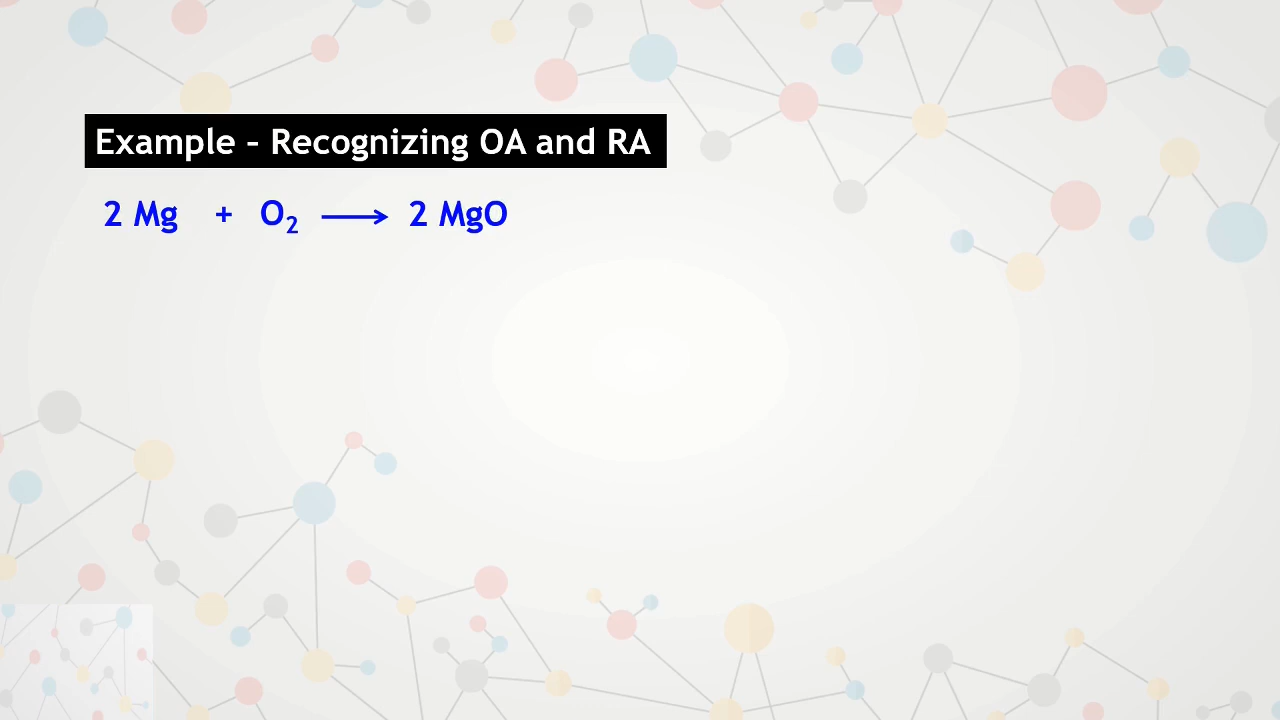 Example – Recognizing OA and RA
2 Mg + O₂ ⟶ 2 MgO